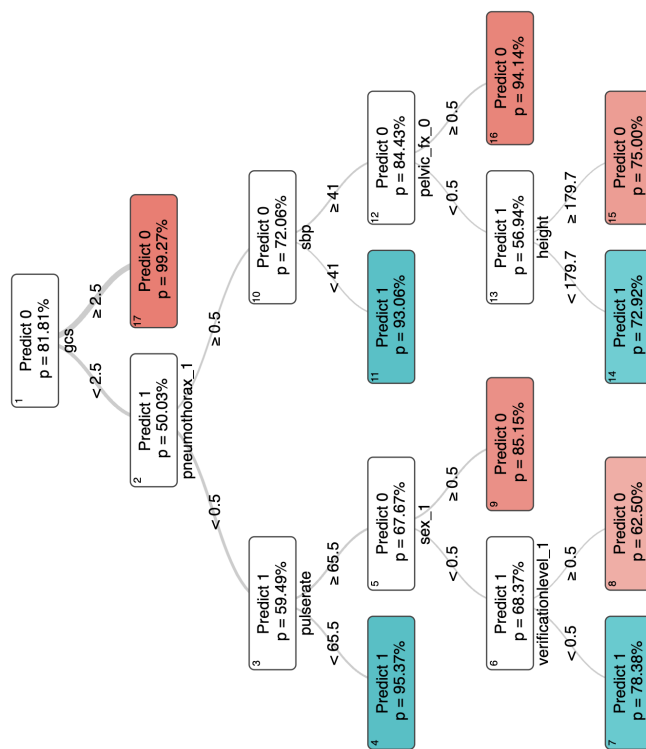 1
Predict 0
p = 81.81%
gcs
< 2.5
≥ 2.5
2
Predict 1
p = 50.03%
pneumothorax_1
17
Predict 0
p = 99.27%
< 0.5
≥ 0.5
3
Predict 1
p = 59.49%
pulserate
10
Predict 0
p = 72.06%
sbp
< 65.5
≥ 65.5
< 41
≥ 41
4
Predict 1
p = 95.37%
5
Predict 0
p = 67.67%
sex_1
11
Predict 1
p = 93.06%
12
Predict 0
p = 84.43%
pelvic_fx_0
< 0.5
≥ 0.5
< 0.5
≥ 0.5
6
Predict 1
p = 68.37%
verificationlevel_1
9
Predict 0
p = 85.15%
13
Predict 1
p = 56.94%
height
16
Predict 0
p = 94.14%
< 0.5
≥ 0.5
< 179.7
≥ 179.7
7
Predict 1
p = 78.38%
8
Predict 0
p = 62.50%
14
Predict 1
p = 72.92%
15
Predict 0
p = 75.00%